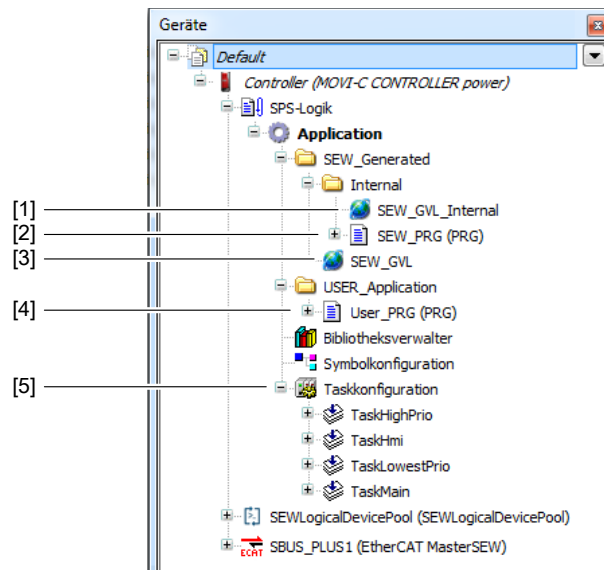 Geräte
Default
Controller (MOVI-C CONTROLLER power)
SPS-Logik
Application
SEW_Generated
Internal
[1] SEW_GVL_Internal
[2] SEW_PRG (PRG)
[3] SEW_GVL
USER_Application
[4] User_PRG (PRG)
Bibliotheksverwalter
Symbolkonfiguration
[5] Taskkonfiguration
TaskHighPrio
TaskHmi
TaskLowestPrio
TaskMain
SEWLogicalDevicePool (SEWLogicalDevicePool)
ECAT SBUS_PLUS1 (EtherCAT MasterSEW)